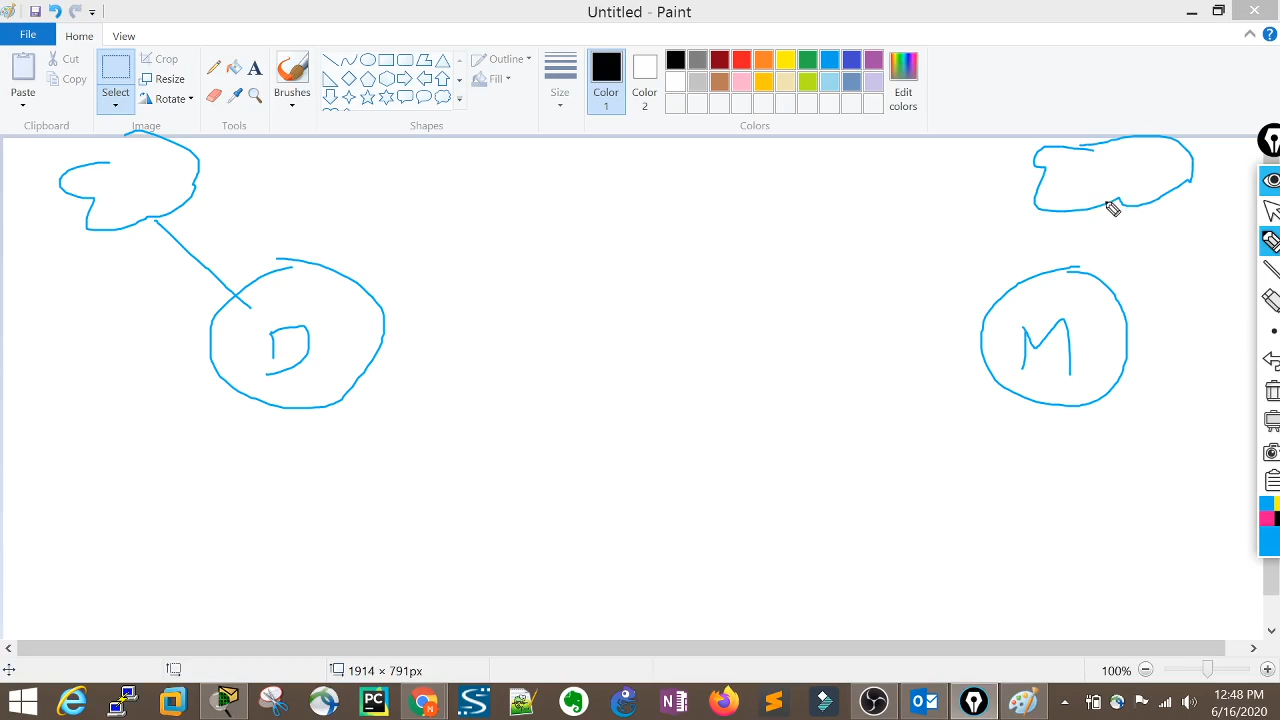 Untitled - Paint
File Home View
Paste
Cut
Copy
Clipboard
Select
Crop
Resize
Rotate
Image
A
Tools
Brushes
Shapes
Outline
Fill
Size
Color 1
Color 2
Edit colors
Colors
D
M
1914 × 791px
100%
PC
N
S
12:48 PM
6/16/2020